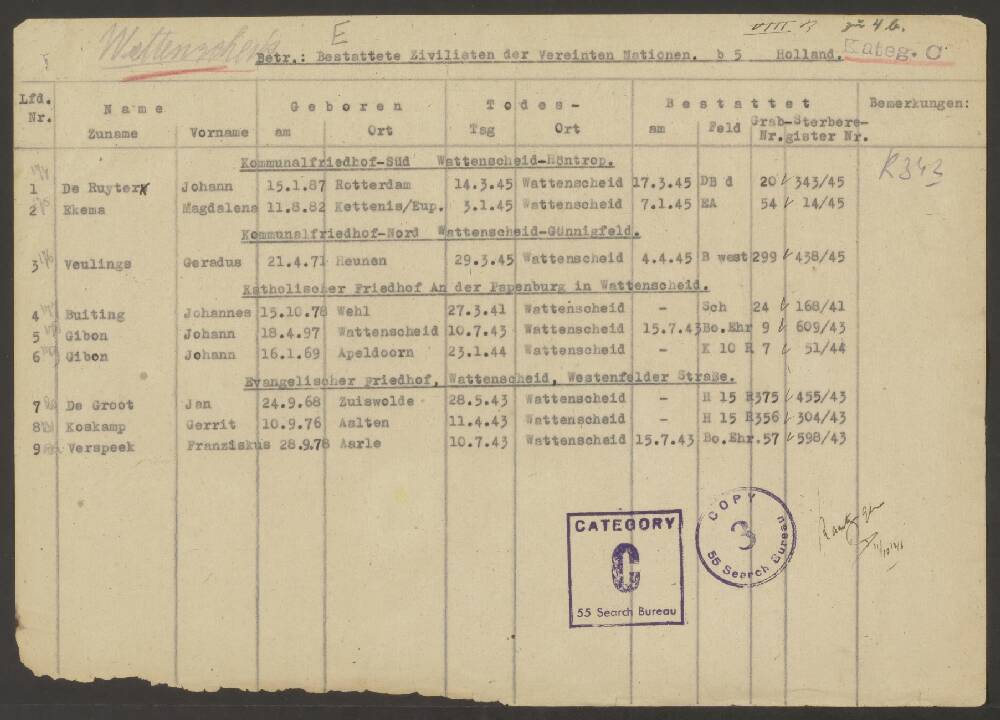 Wattenscheid E VIII B zu 4 b.
Betr.: Bestattete Zivilisten der Vereinten Nationen. b 5 Holland. Kateg. C
Lfd. Nr. Name Geboren Todes- Bestattet Bemerkungen:
Zuname Vorname am Ort Tag Ort am Feld Grab-Nr. Sterbere-gister Nr.
Kommunalfriedhof-Süd Wattenscheid-Höntrop.
1 De Ruyter Johann 15.1.87 Rotterdam 14.3.45 Wattenscheid 17.3.45 DB d 20 343/45 R343
2 Ekema Magdalena 11.8.82 Kettenis/Eup. 3.1.45 Wattenscheid 7.1.45 EA 54 14/45
Kommunalfriedhof-Nord Wattenscheid-Günnigfeld.
3 Veulings Geradus 21.4.71 Heunen 29.3.45 Wattenscheid 4.4.45 B west 299 438/45
Katholischer Friedhof An der Papenburg in Wattenscheid.
4 Buiting Johannes 15.10.78 Wehl 27.3.41 Wattenscheid - Sch 24 168/41
5 Gibon Johann 18.4.97 Wattenscheid 10.7.43 Wattenscheid 15.7.43 Bo.Ehr 9 609/43
6 Gibon Johann 16.1.69 Apeldoorn 23.1.44 Wattenscheid - K 10 R 7 51/44
Evangelischer Friedhof, Wattenscheid, Westenfelder Straße.
7 De Groot Jan 24.9.68 Zuiswolde 28.5.43 Wattenscheid - H 15 R375 455/43
8 Koskamp Gerrit 10.9.76 Aalten 11.4.43 Wattenscheid - H 15 R356 304/43
9 Verspeek Franziskus 28.9.78 Aarle 10.7.43 Wattenscheid 15.7.43 Bo.Ehr. 57 598/43
CATEGORY
C
55 Search Bureau
COPY
3
55 Search Bureau